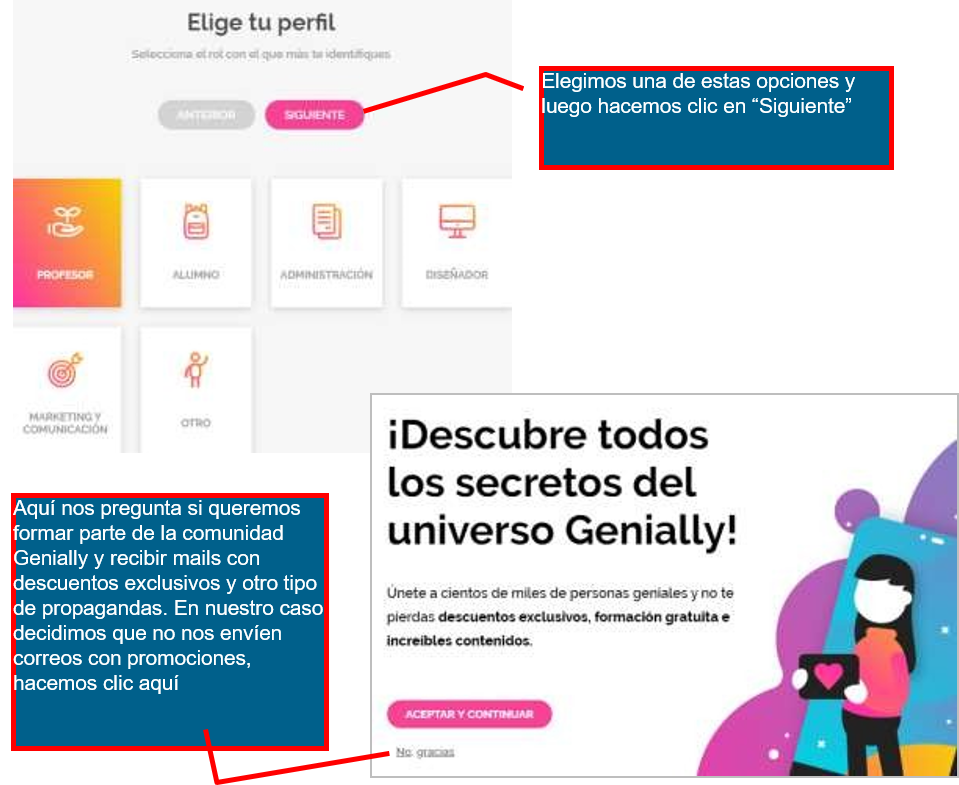 Elige tu perfil
Selecciona el rol con el que más te identifiques
ANTERIOR
SIGUIENTE
Elegimos una de estas opciones y
luego hacemos clic en “Siguiente”
PROFESOR
ALUMNO
ADMINISTRACIÓN
DISEÑADOR
MARKETING Y
COMUNICACIÓN
OTRO
¡Descubre todos
los secretos del
universo Genially!
Únete a cientos de miles de personas geniales y no te
pierdas descuentos exclusivos, formación gratuita e
increíbles contenidos.
ACEPTAR Y CONTINUAR
No, gracias
Aquí nos pregunta si queremos
formar parte de la comunidad
Genially y recibir mails con
descuentos exclusivos y otro tipo
de propagandas. En nuestro caso
decidimos que no nos envíen
correos con promociones,
hacemos clic aquí